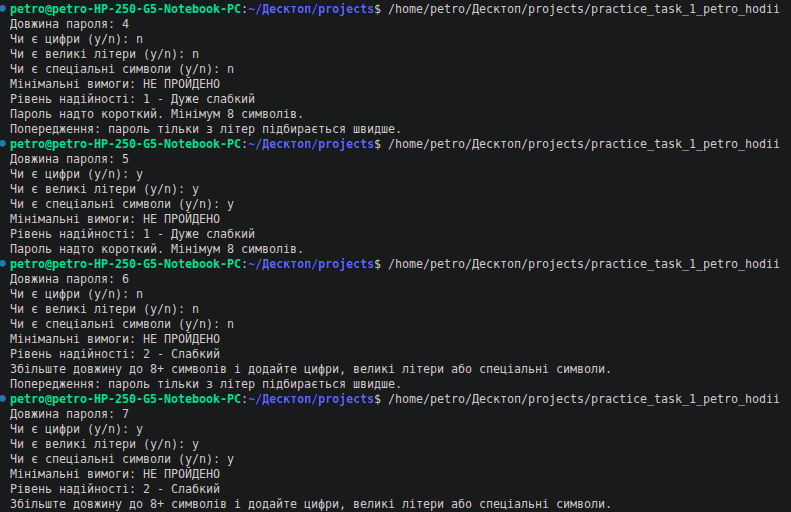 petro@petro-HP-250-G5-Notebook-PC:~/Десктоп/projects$ /home/petro/Десктоп/projects/practice_task_1_petro_hodii
Довжина пароля: 4
Чи є цифри (y/n): n
Чи є великі літери (y/n): n
Чи є спеціальні символи (y/n): n
Мінімальні вимоги: НЕ ПРОЙДЕНО
Рівень надійності: 1 - Дуже слабкий
Пароль надто короткий. Мінімум 8 символів.
Попередження: пароль тільки з літер підбирається швидше.
petro@petro-HP-250-G5-Notebook-PC:~/Десктоп/projects$ /home/petro/Десктоп/projects/practice_task_1_petro_hodii
Довжина пароля: 5
Чи є цифри (y/n): y
Чи є великі літери (y/n): y
Чи є спеціальні символи (y/n): y
Мінімальні вимоги: НЕ ПРОЙДЕНО
Рівень надійності: 1 - Дуже слабкий
Пароль надто короткий. Мінімум 8 символів.
petro@petro-HP-250-G5-Notebook-PC:~/Десктоп/projects$ /home/petro/Десктоп/projects/practice_task_1_petro_hodii
Довжина пароля: 6
Чи є цифри (y/n): n
Чи є великі літери (y/n): n
Чи є спеціальні символи (y/n): n
Мінімальні вимоги: НЕ ПРОЙДЕНО
Рівень надійності: 2 - Слабкий
Збільште довжину до 8+ символів і додайте цифри, великі літери або спеціальні символи.
Попередження: пароль тільки з літер підбирається швидше.
petro@petro-HP-250-G5-Notebook-PC:~/Десктоп/projects$ /home/petro/Десктоп/projects/practice_task_1_petro_hodii
Довжина пароля: 7
Чи є цифри (y/n): y
Чи є великі літери (y/n): y
Чи є спеціальні символи (y/n): y
Мінімальні вимоги: НЕ ПРОЙДЕНО
Рівень надійності: 2 - Слабкий
Збільште довжину до 8+ символів і додайте цифри, великі літери або спеціальні символи.